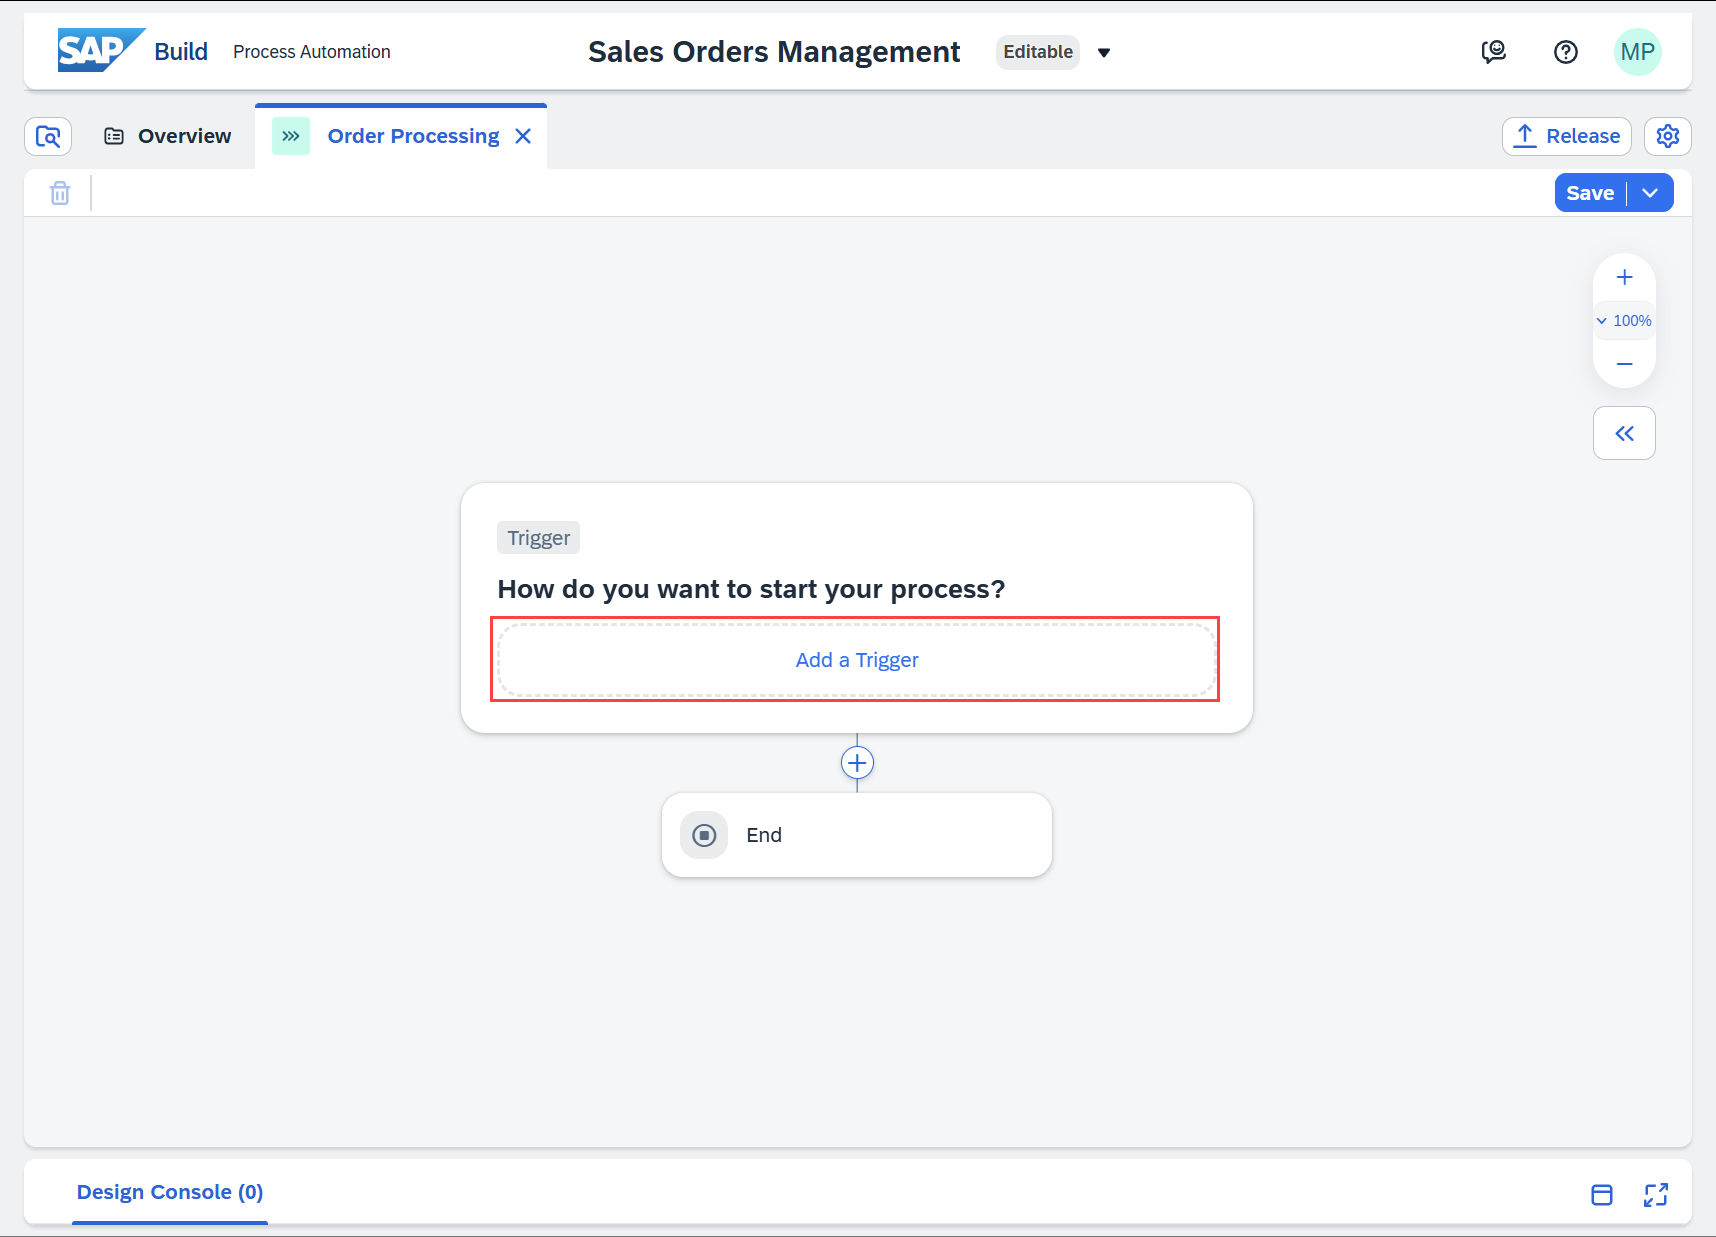 SAP Build Process Automation
Sales Orders Management Editable
MP
Overview
Order Processing
Release
Save
100%
Trigger
How do you want to start your process?
Add a Trigger
End
Design Console (0)